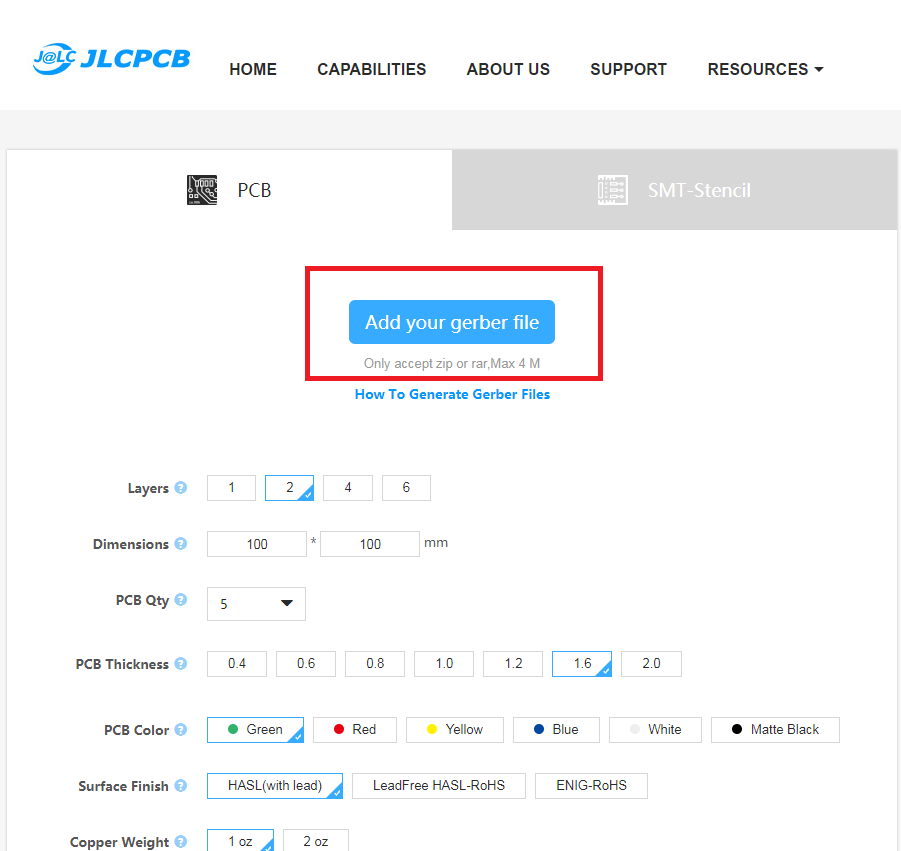 J@LC JLCPCB
HOME CAPABILITIES ABOUT US SUPPORT RESOURCES
PCB SMT-Stencil
Add your gerber file
Only accept zip or rar,Max 4 M
How To Generate Gerber Files
Layers ? 1 2 4 6
Dimensions ? 100 * 100 mm
PCB Qty ? 5
PCB Thickness ? 0.4 0.6 0.8 1.0 1.2 1.6 2.0
PCB Color ? Green Red Yellow Blue White Matte Black
Surface Finish ? HASL(with lead) LeadFree HASL-RoHS ENIG-RoHS
Copper Weight ? 1 oz 2 oz